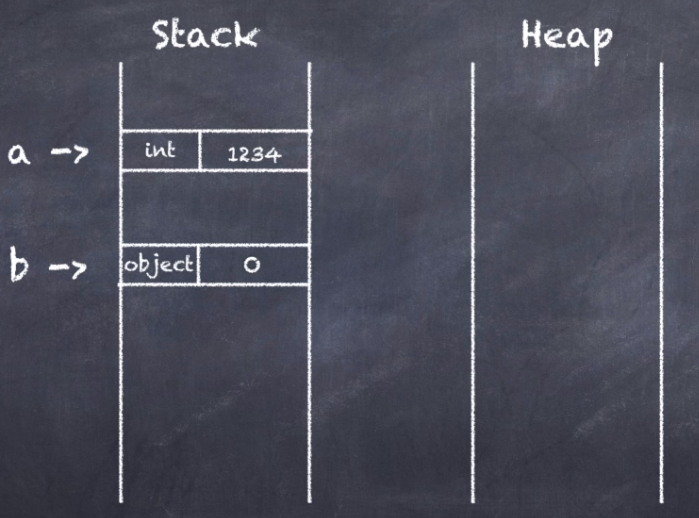 Stack Heap
a -> int 1234
b -> object 0